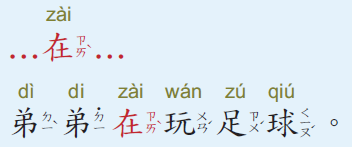 zài
…在ㄗㄞˋ…
dì di zài wán zú qiú
弟ㄉㄧˋ弟˙ㄉㄧ在ㄗㄞˋ玩ㄨㄢˊ足ㄗㄨˊ球ㄑㄧㄡˊ。